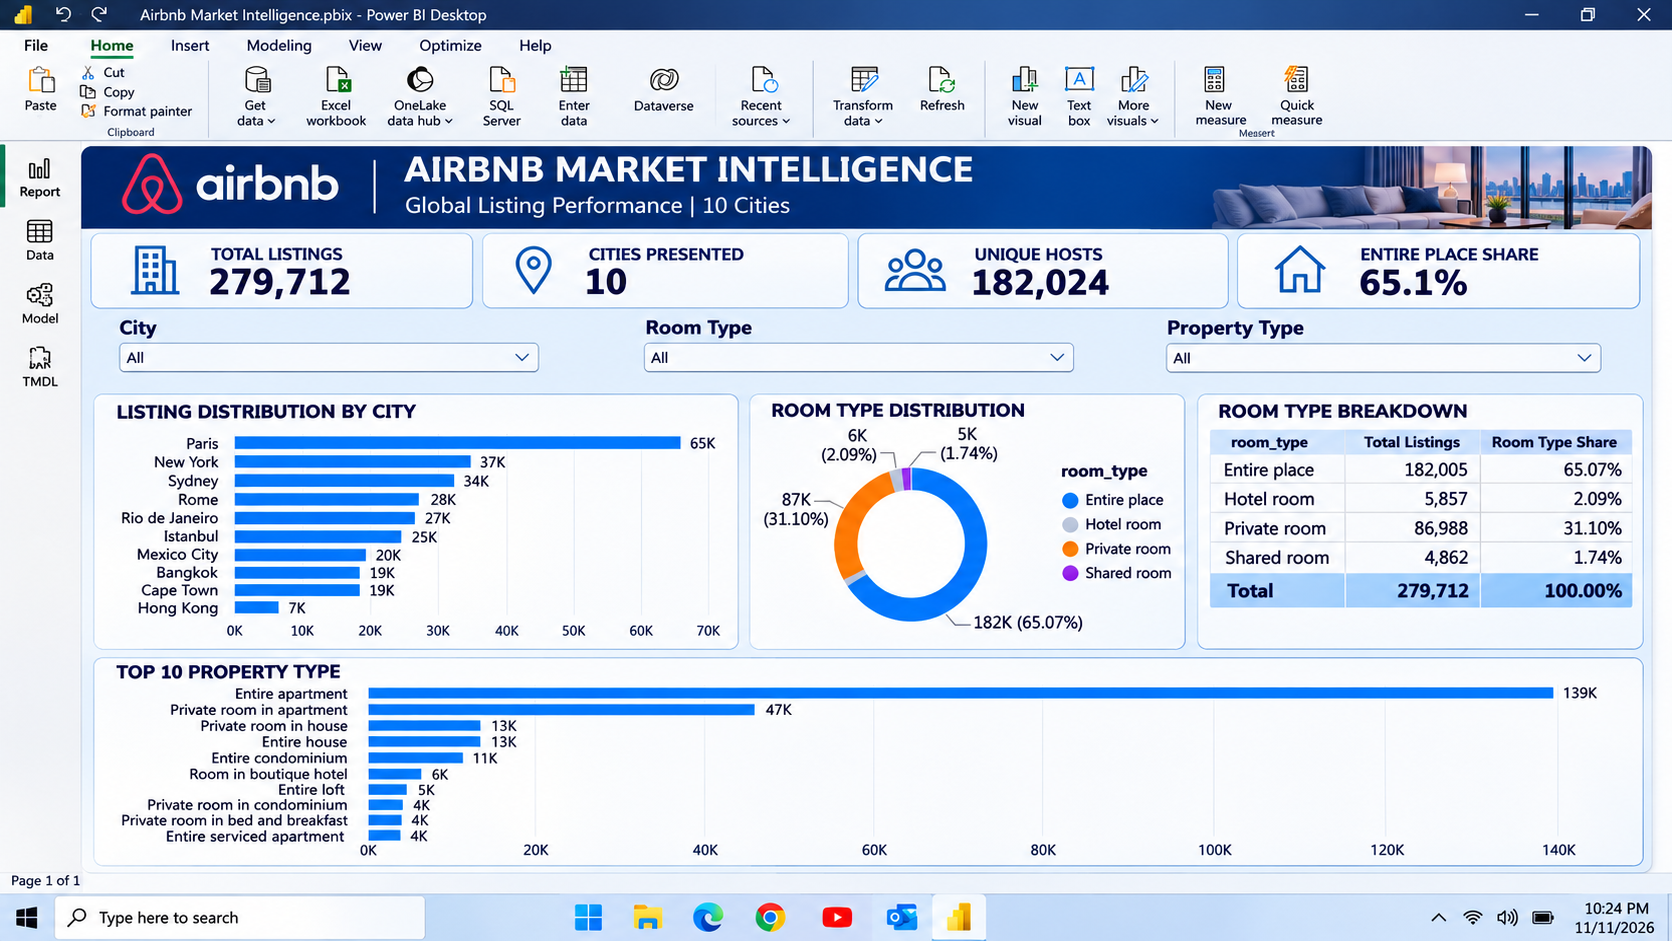 Airbnb Market Intelligence.pbix - Power BI Desktop
File Home Insert Modeling View Optimize Help
Paste
Cut
Copy
Format painter
Clipboard
Get data
Excel workbook
OneLake data hub
SQL Server
Enter data
Dataverse
Recent sources
Transform data
Refresh
New visual
Text box
More visuals
New measure
Quick measure
Mesɛert
Report
Data
Model
TMDL
airbnb
AIRBNB MARKET INTELLIGENCE
Global Listing Performance | 10 Cities
TOTAL LISTINGS
279,712
CITIES PRESENTED
10
UNIQUE HOSTS
182,024
ENTIRE PLACE SHARE
65.1%
City
All
Room Type
All
Property Type
All
LISTING DISTRIBUTION BY CITY
Paris 65K
New York 37K
Sydney 34K
Rome 28K
Rio de Janeiro 27K
Istanbul 25K
Mexico City 20K
Bangkok 19K
Cape Town 19K
Hong Kong 7K
0K 10K 20K 30K 40K 50K 60K 70K
ROOM TYPE DISTRIBUTION
6K
(2.09%)
5K
(1.74%)
87K
(31.10%)
182K (65.07%)
room_type
Entire place
Hotel room
Private room
Shared room
ROOM TYPE BREAKDOWN
room_type Total Listings Room Type Share
Entire place 182,005 65.07%
Hotel room 5,857 2.09%
Private room 86,988 31.10%
Shared room 4,862 1.74%
Total 279,712 100.00%
TOP 10 PROPERTY TYPE
Entire apartment 139K
Private room in apartment 47K
Private room in house 13K
Entire house 13K
Entire condominium 11K
Room in boutique hotel 6K
Entire loft 5K
Private room in condominium 4K
Private room in bed and breakfast 4K
Entire serviced apartment 4K
0K 20K 40K 60K 80K 100K 120K 140K
Page 1 of 1
Type here to search
10:24 PM
11/11/2026